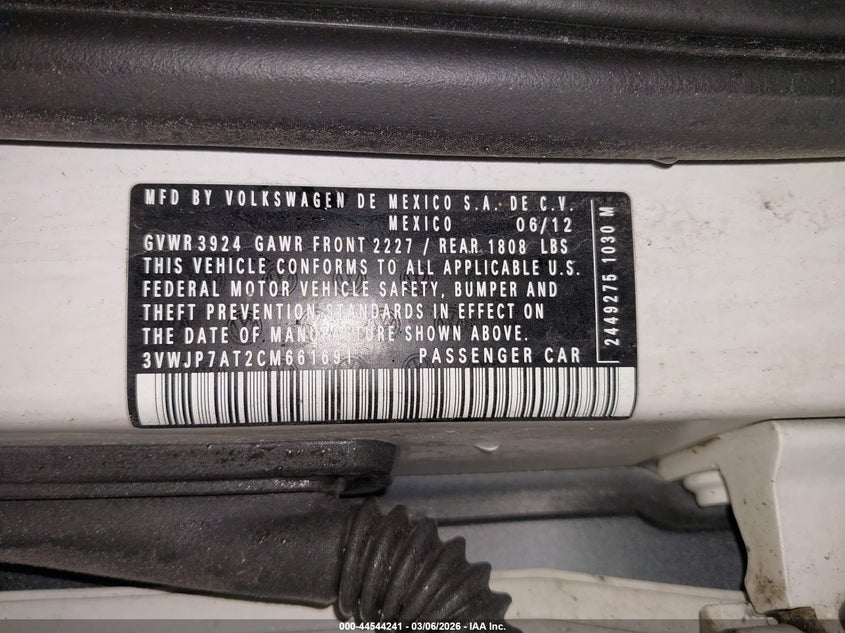 MFD BY VOLKSWAGEN DE MEXICO S.A. DE C.V.
MEXICO 06/12
GVWR 3924 GAWR FRONT 2227 / REAR 1808 LBS
THIS VEHICLE CONFORMS TO ALL APPLICABLE U.S.
FEDERAL MOTOR VEHICLE SAFETY, BUMPER AND
THEFT PREVENTION STANDARDS IN EFFECT ON
THE DATE OF MANUFACTURE SHOWN ABOVE.
3VWJP7AT2CM661691 PASSENGER CAR
2449275 1030 M
000-44544241 - 03/06/2026 - IAA Inc.